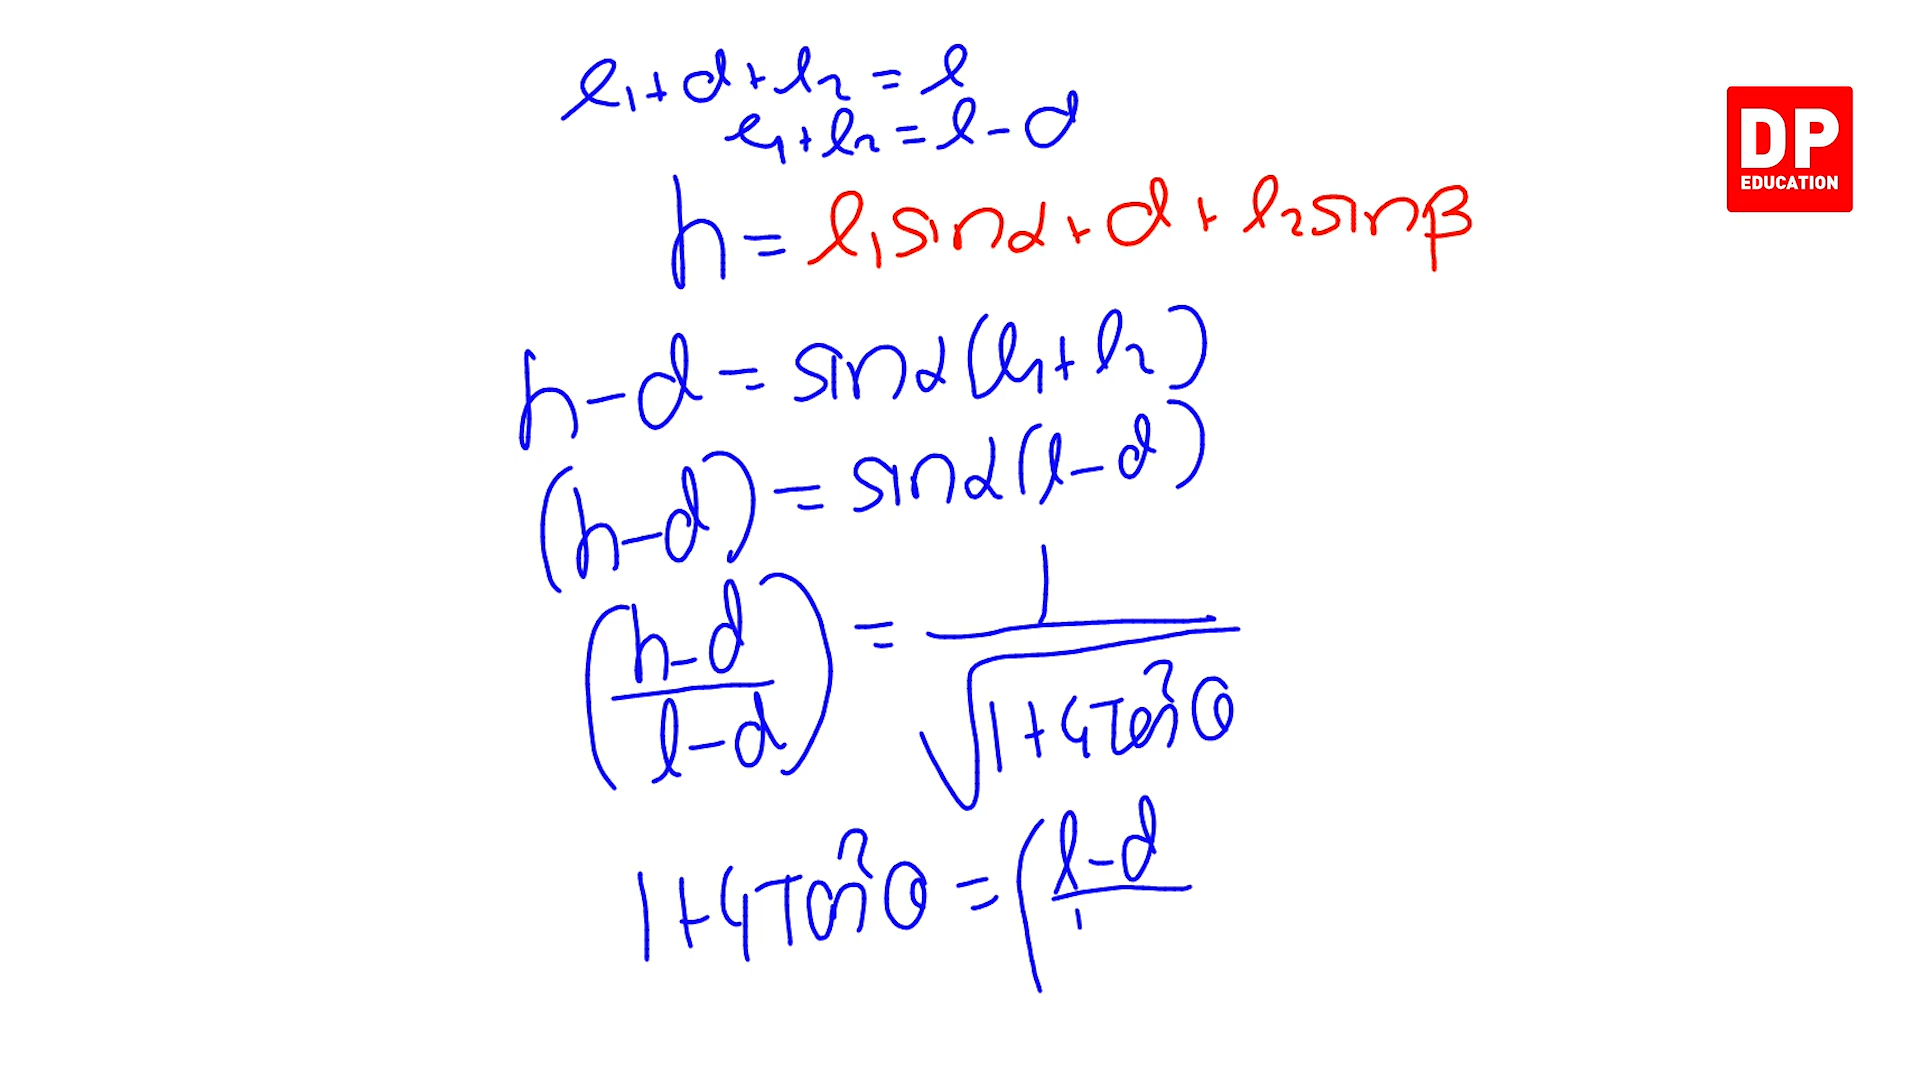 l₁+d+l₂ = l
l₁+l₂ = l-d
h = l₁sinα+d+l₂sinβ
h-d = sinα(l₁+l₂)
(h-d) = sinα(l-d)
(h-d/l-d) = 1/√1+4Tan²θ
1+4Tan²θ = (l-d/
DP
EDUCATION